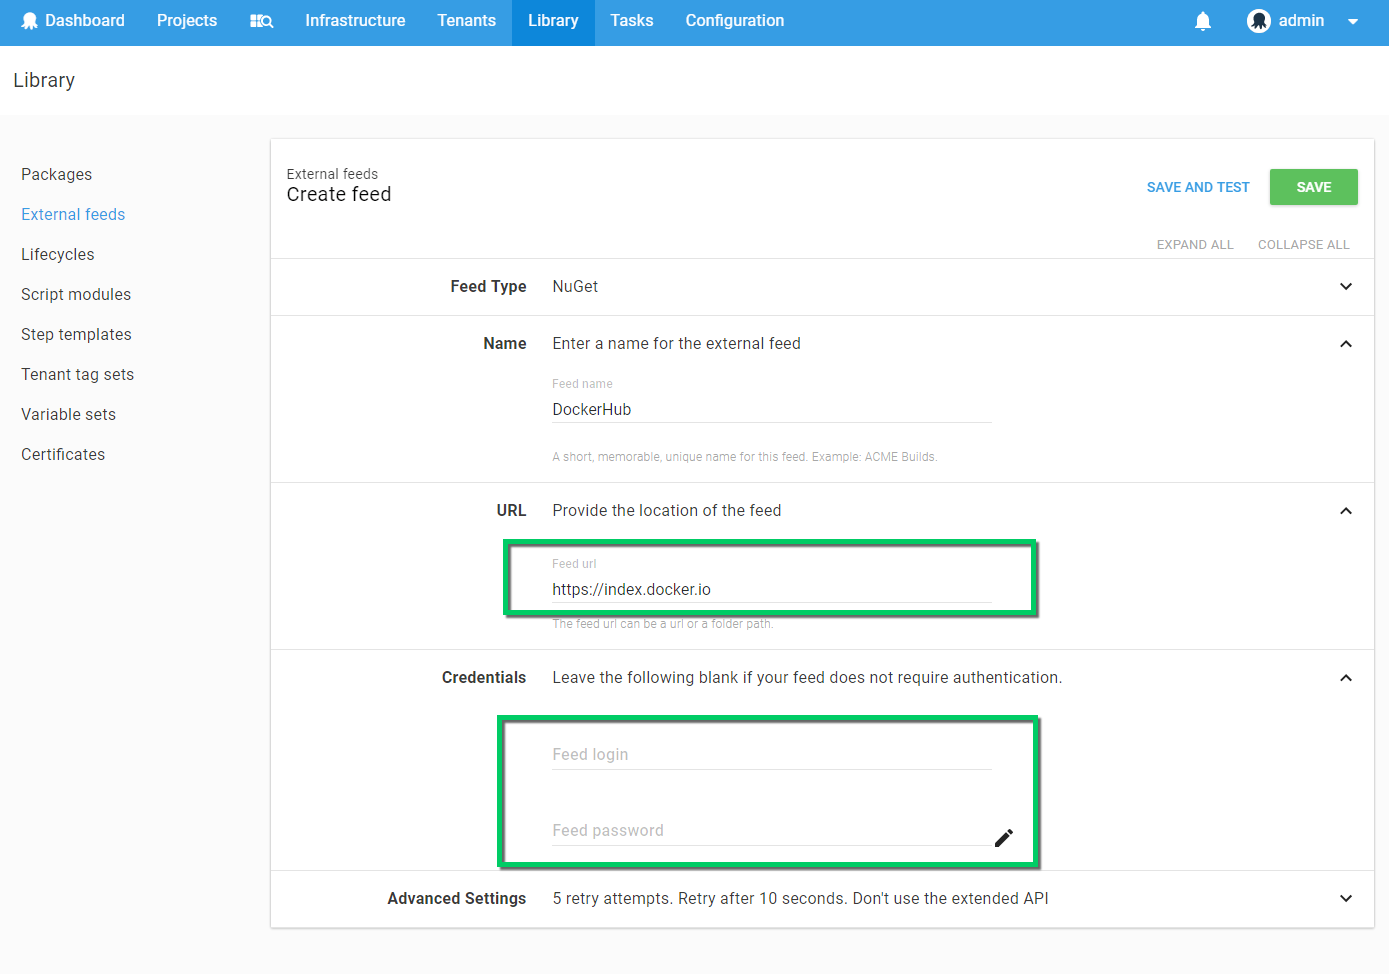 Dashboard Projects Infrastructure Tenants Library Tasks Configuration admin
Library
Packages
External feeds
Lifecycles
Script modules
Step templates
Tenant tag sets
Variable sets
Certificates
External feeds
Create feed
SAVE AND TEST SAVE
EXPAND ALL COLLAPSE ALL
Feed Type NuGet
Name Enter a name for the external feed
Feed name
DockerHub
A short, memorable, unique name for this feed. Example: ACME Builds.
URL Provide the location of the feed
Feed url
https://index.docker.io
The feed url can be a url or a folder path.
Credentials Leave the following blank if your feed does not require authentication.
Feed login
Feed password
Advanced Settings 5 retry attempts. Retry after 10 seconds. Don't use the extended API